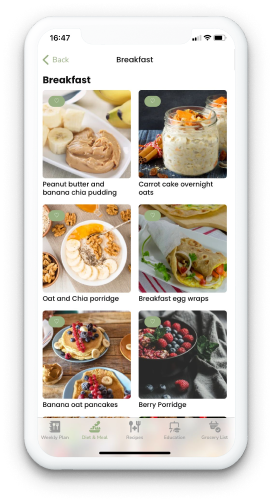 16:47
Back
Breakfast
Breakfast
Peanut butter and
banana chia pudding
Carrot cake overnight
oats
Oat and Chia porridge
Breakfast egg wraps
Banana oat pancakes
Berry Porridge
Weekly Plan
Diet & Meal
Recipes
Education
Grocery List